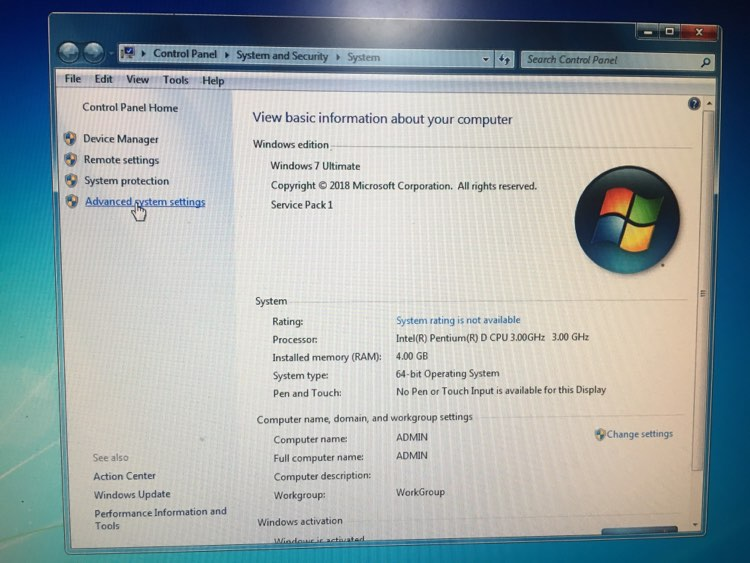 Control Panel ▸ System and Security ▸ System
Search Control Panel
File Edit View Tools Help
Control Panel Home
Device Manager
Remote settings
System protection
Advanced system settings
See also
Action Center
Windows Update
Performance Information and
Tools
View basic information about your computer
Windows edition
Windows 7 Ultimate
Copyright © 2018 Microsoft Corporation. All rights reserved.
Service Pack 1
System
Rating: System rating is not available
Processor: Intel(R) Pentium(R) D CPU 3.00GHz 3.00 GHz
Installed memory (RAM): 4.00 GB
System type: 64-bit Operating System
Pen and Touch: No Pen or Touch Input is available for this Display
Computer name, domain, and workgroup settings
Computer name: ADMIN
Change settings
Full computer name: ADMIN
Computer description:
Workgroup: WorkGroup
Windows activation
Windows is activated